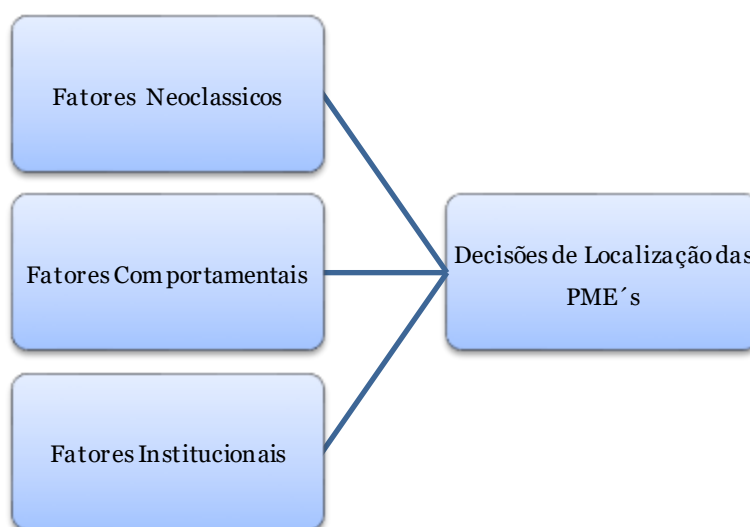 Fatores Neoclassicos
Fatores Comportamentais
Decisões de Localização das
PME´s
Fatores Institucionais